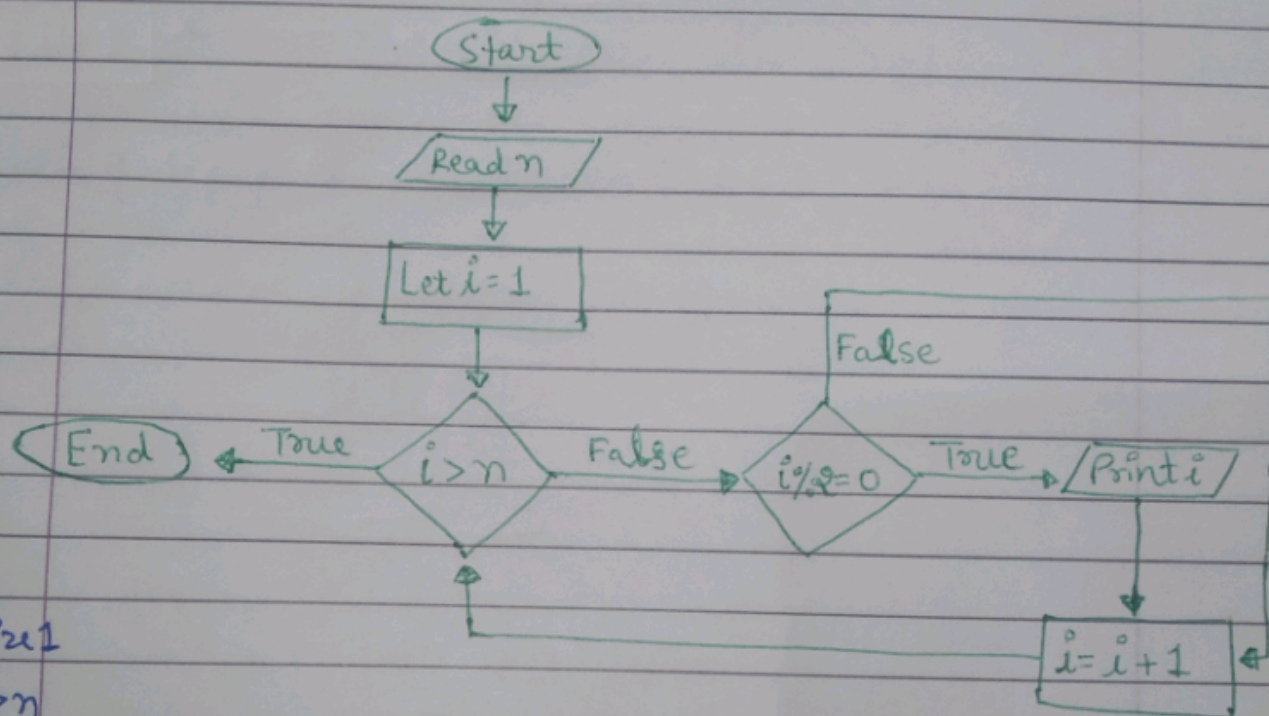 Start
Read n
Let i = 1
False
End
True
i > n
False
i%2=0
True
Print i
i = i + 1
>n